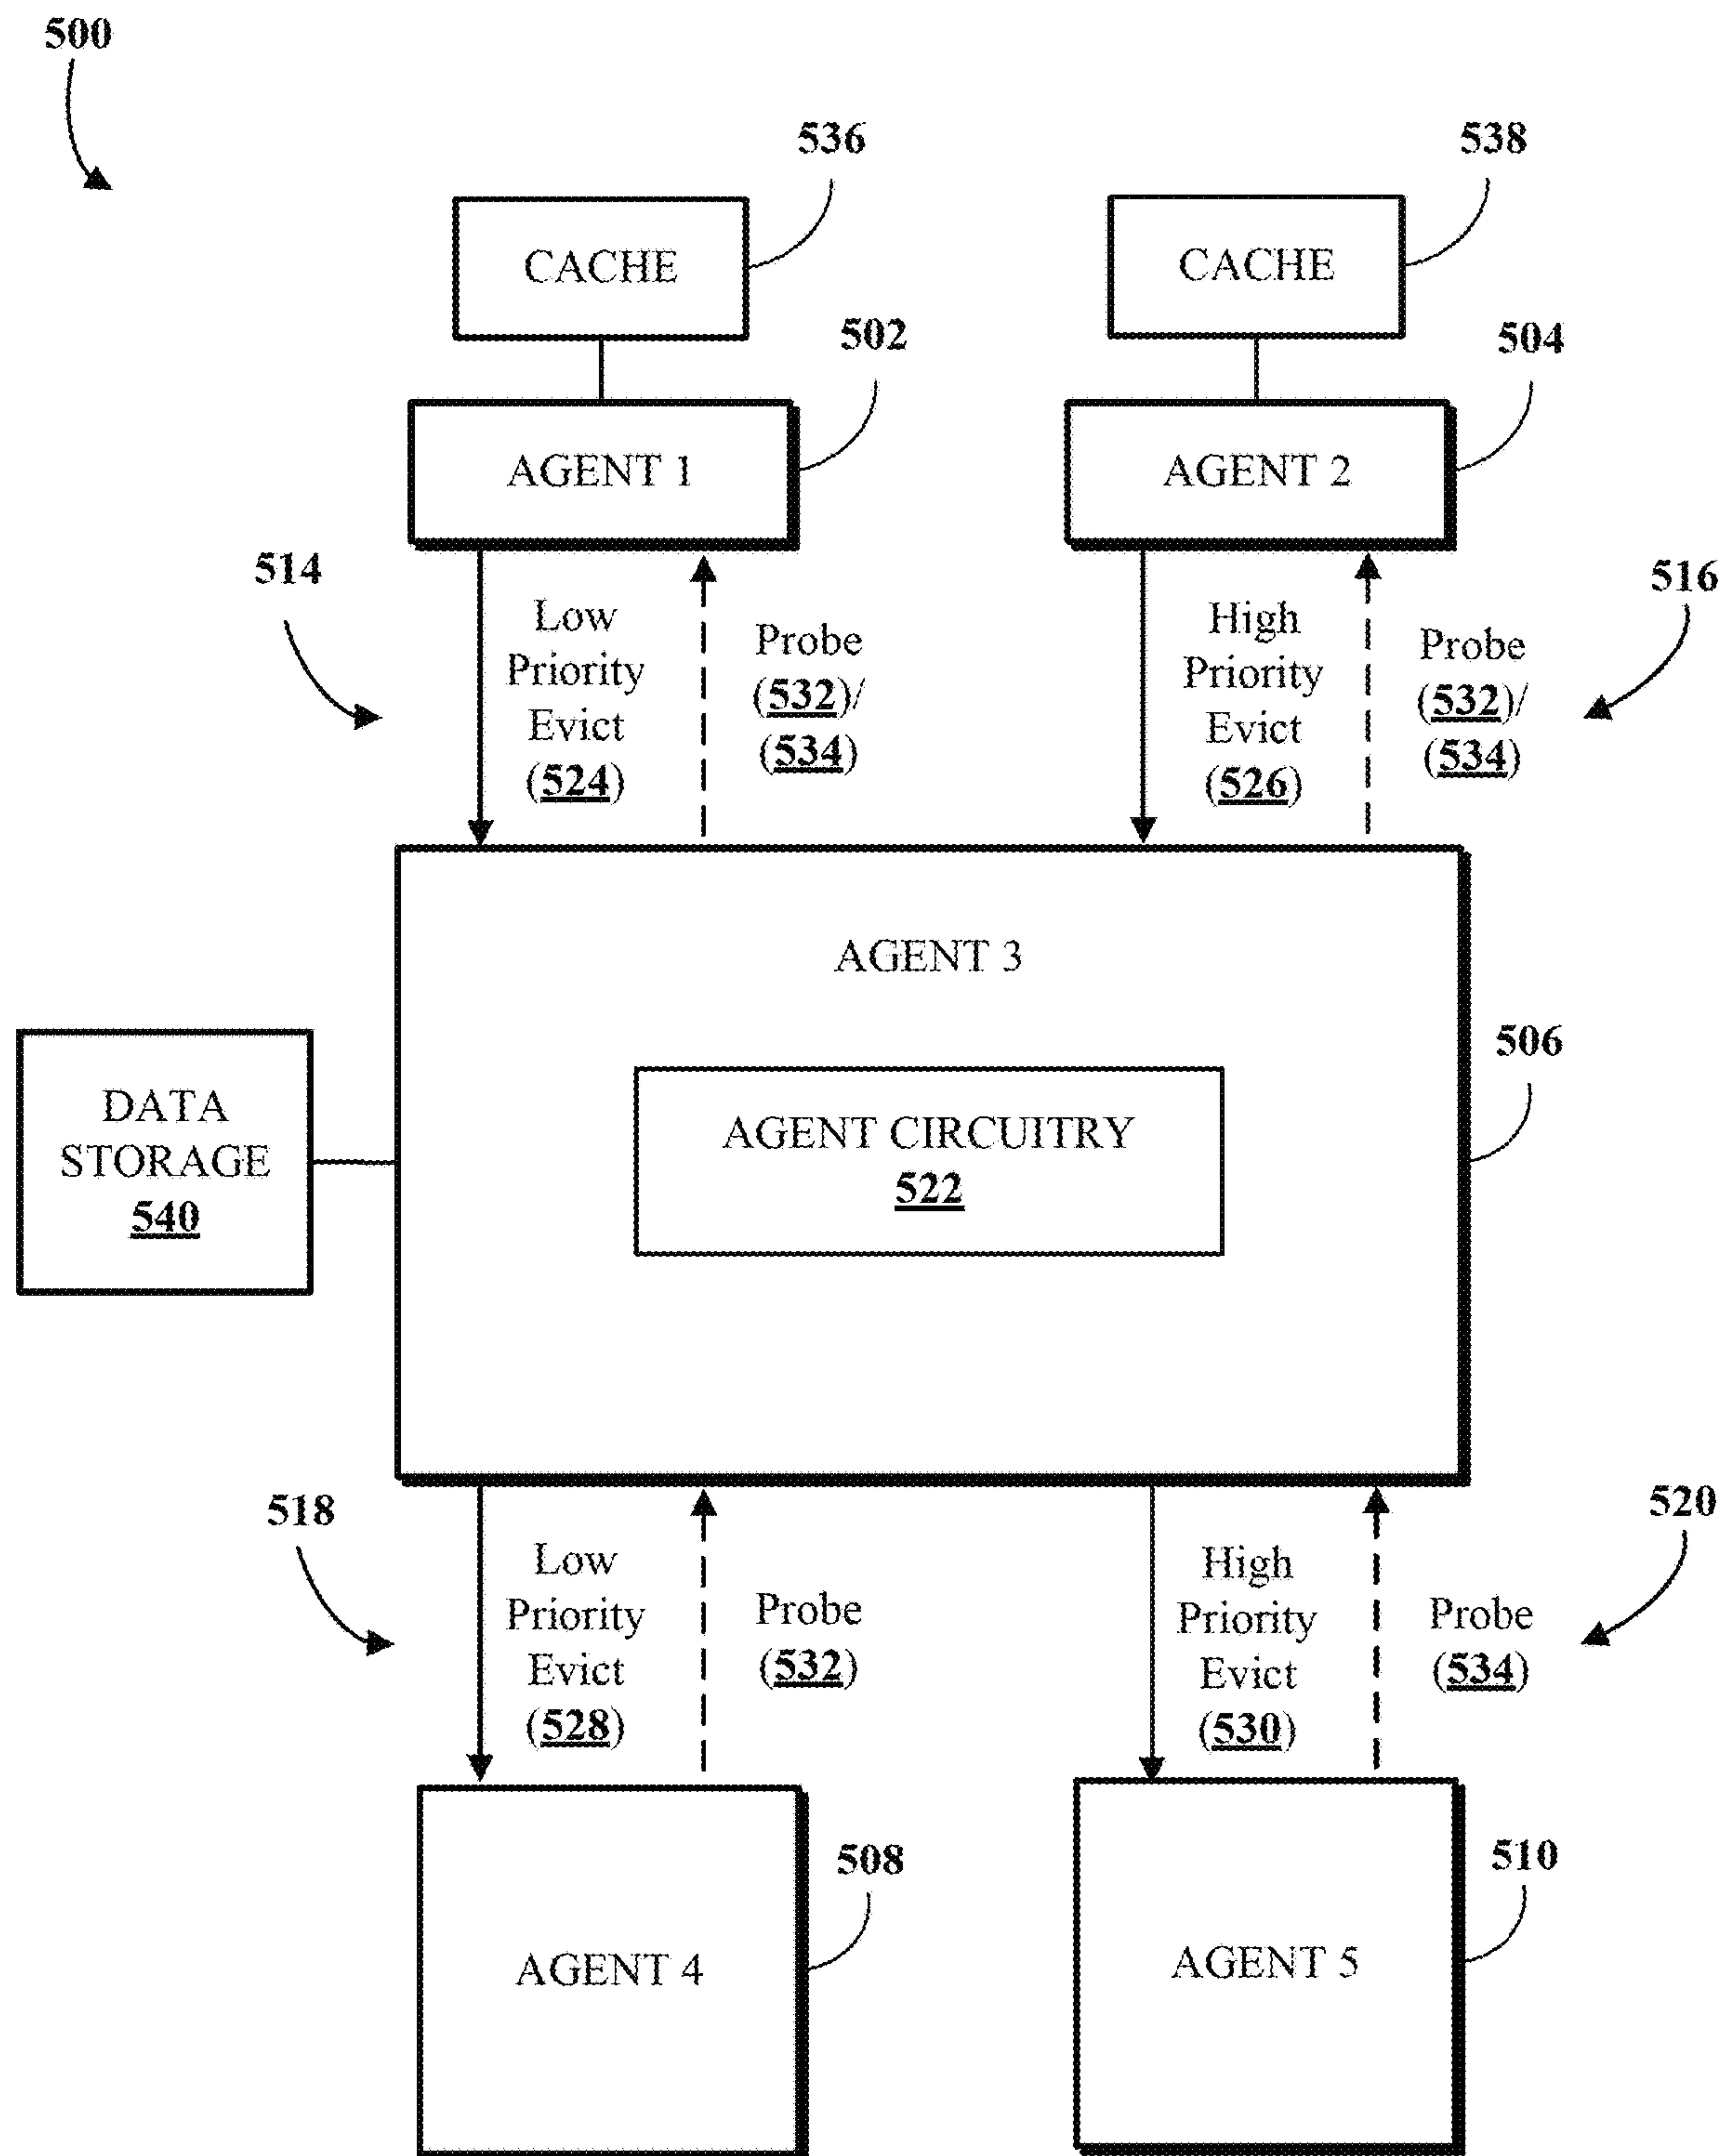 500
536
538
CACHE
CACHE
502
504
AGENT 1
AGENT 2
514
516
Low
Priority
Evict
(524)
Probe
(532)/
(534)
High
Priority
Evict
(526)
Probe
(532)/
(534)
AGENT 3
506
DATA
STORAGE
540
AGENT CIRCUITRY
522
518
520
Low
Priority
Evict
(528)
Probe
(532)
High
Priority
Evict
(530)
Probe
(534)
508
510
AGENT 4
AGENT 5